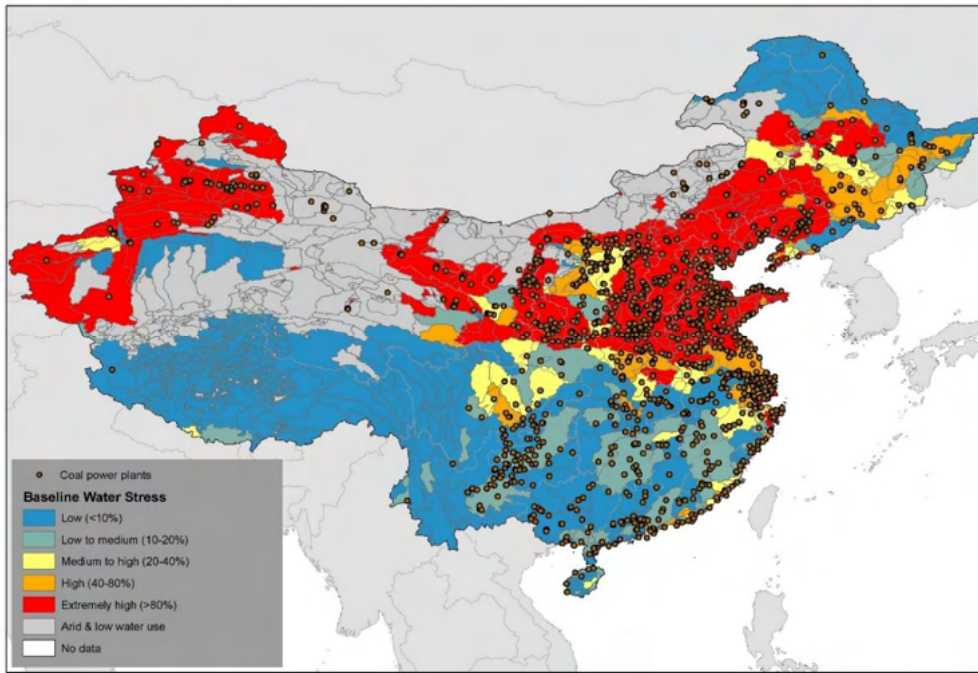 Coal power plants
Baseline Water Stress
Low (<10%)
Low to medium (10-20%)
Medium to high (20-40%)
High (40-80%)
Extremely high (>80%)
Arid & low water use
No data